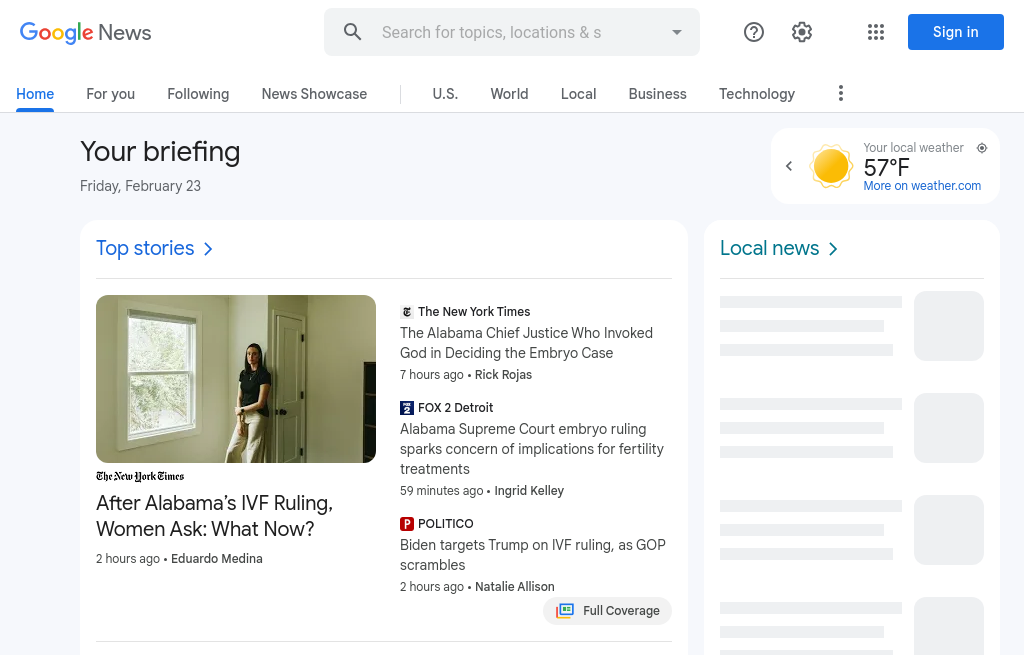 Google News
Search for topics, locations & s
Sign in
Home
For you
Following
News Showcase
U.S.
World
Local
Business
Technology
Your briefing
Friday, February 23
Your local weather
57°F
More on weather.com
Top stories
The New York Times
After Alabama's IVF Ruling,
Women Ask: What Now?
2 hours ago • Eduardo Medina
The New York Times
The Alabama Chief Justice Who Invoked
God in Deciding the Embryo Case
7 hours ago • Rick Rojas
FOX 2 Detroit
Alabama Supreme Court embryo ruling
sparks concern of implications for fertility
treatments
59 minutes ago • Ingrid Kelley
POLITICO
Biden targets Trump on IVF ruling, as GOP
scrambles
2 hours ago • Natalie Allison
Full Coverage
Local news